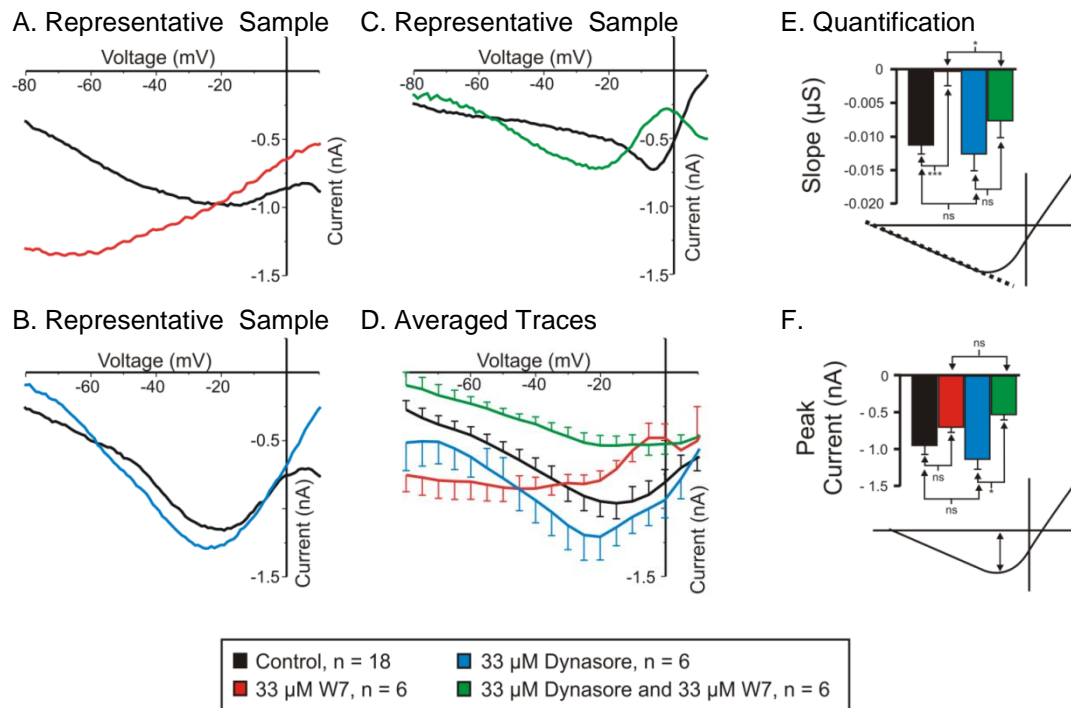 A. Representative Sample
Voltage (mV)
-80 -60 -40 -20
-0.5
-1.0
-1.5
Current (nA)
C. Representative Sample
Voltage (mV)
-80 -60 -40 -20
-0.5
-1.0
-1.5
Current (nA)
E. Quantification
Slope (µS)
0
-0.005
-0.010
-0.015
-0.020
*
***
ns
ns
B. Representative Sample
Voltage (mV)
-60 -40 -20
-0.5
-1.5
Current (nA)
D. Averaged Traces
Voltage (mV)
-60 -40 -20
-1.5
Current (nA)
F.
Peak
Current (nA)
0
- 0.5
- 1.0
- 1.5
ns
ns
*
ns
Control, n = 18
33 µM W7, n = 6
33 µM Dynasore, n = 6
33 µM Dynasore and 33 µM W7, n = 6